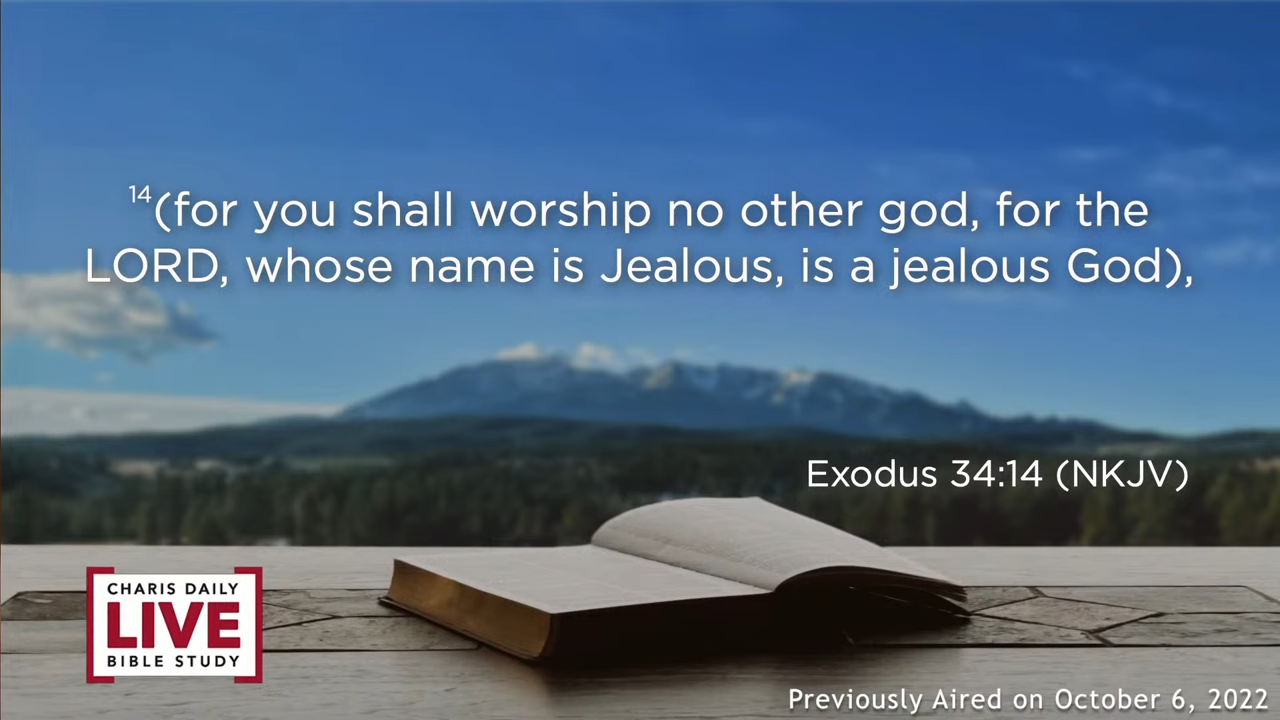 14(for you shall worship no other god, for the
LORD, whose name is Jealous, is a jealous God),
Exodus 34:14 (NKJV)
CHARIS DAILY
LIVE
BIBLE STUDY
Previously Aired on October 6, 2022